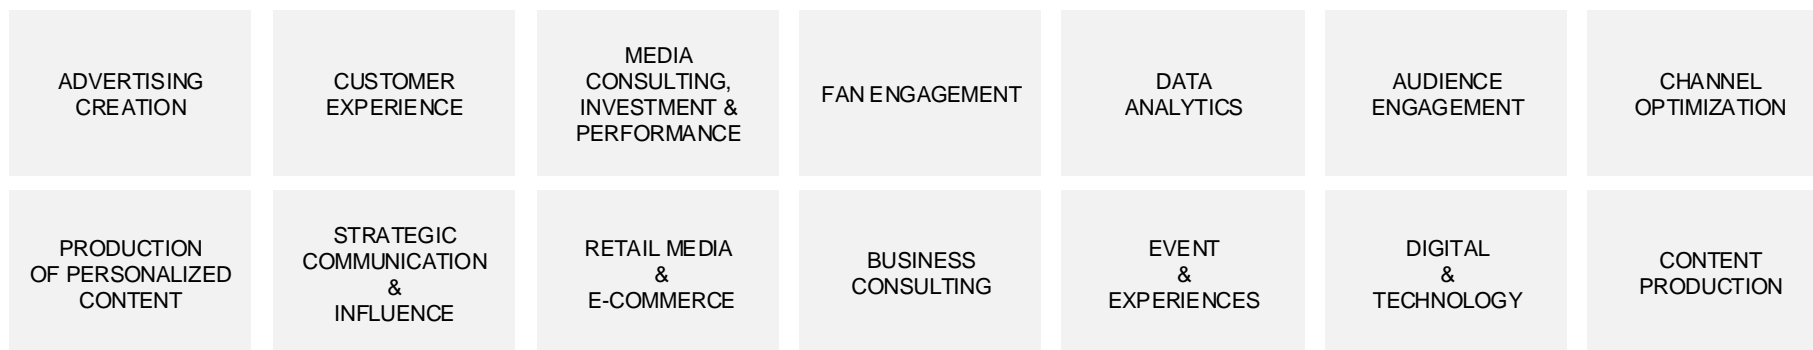 ADVERTISING
CREATION
CUSTOMER
EXPERIENCE
MEDIA
CONSULTING,
INVESTMENT &
PERFORMANCE
FAN ENGAGEMENT
DATA
ANALYTICS
AUDIENCE
ENGAGEMENT
CHANNEL
OPTIMIZATION
PRODUCTION
OF PERSONALIZED
CONTENT
STRATEGIC
COMMUNICATION
&
INFLUENCE
RETAIL MEDIA
&
E-COMMERCE
BUSINESS
CONSULTING
EVENT
&
EXPERIENCES
DIGITAL
&
TECHNOLOGY
CONTENT
PRODUCTION